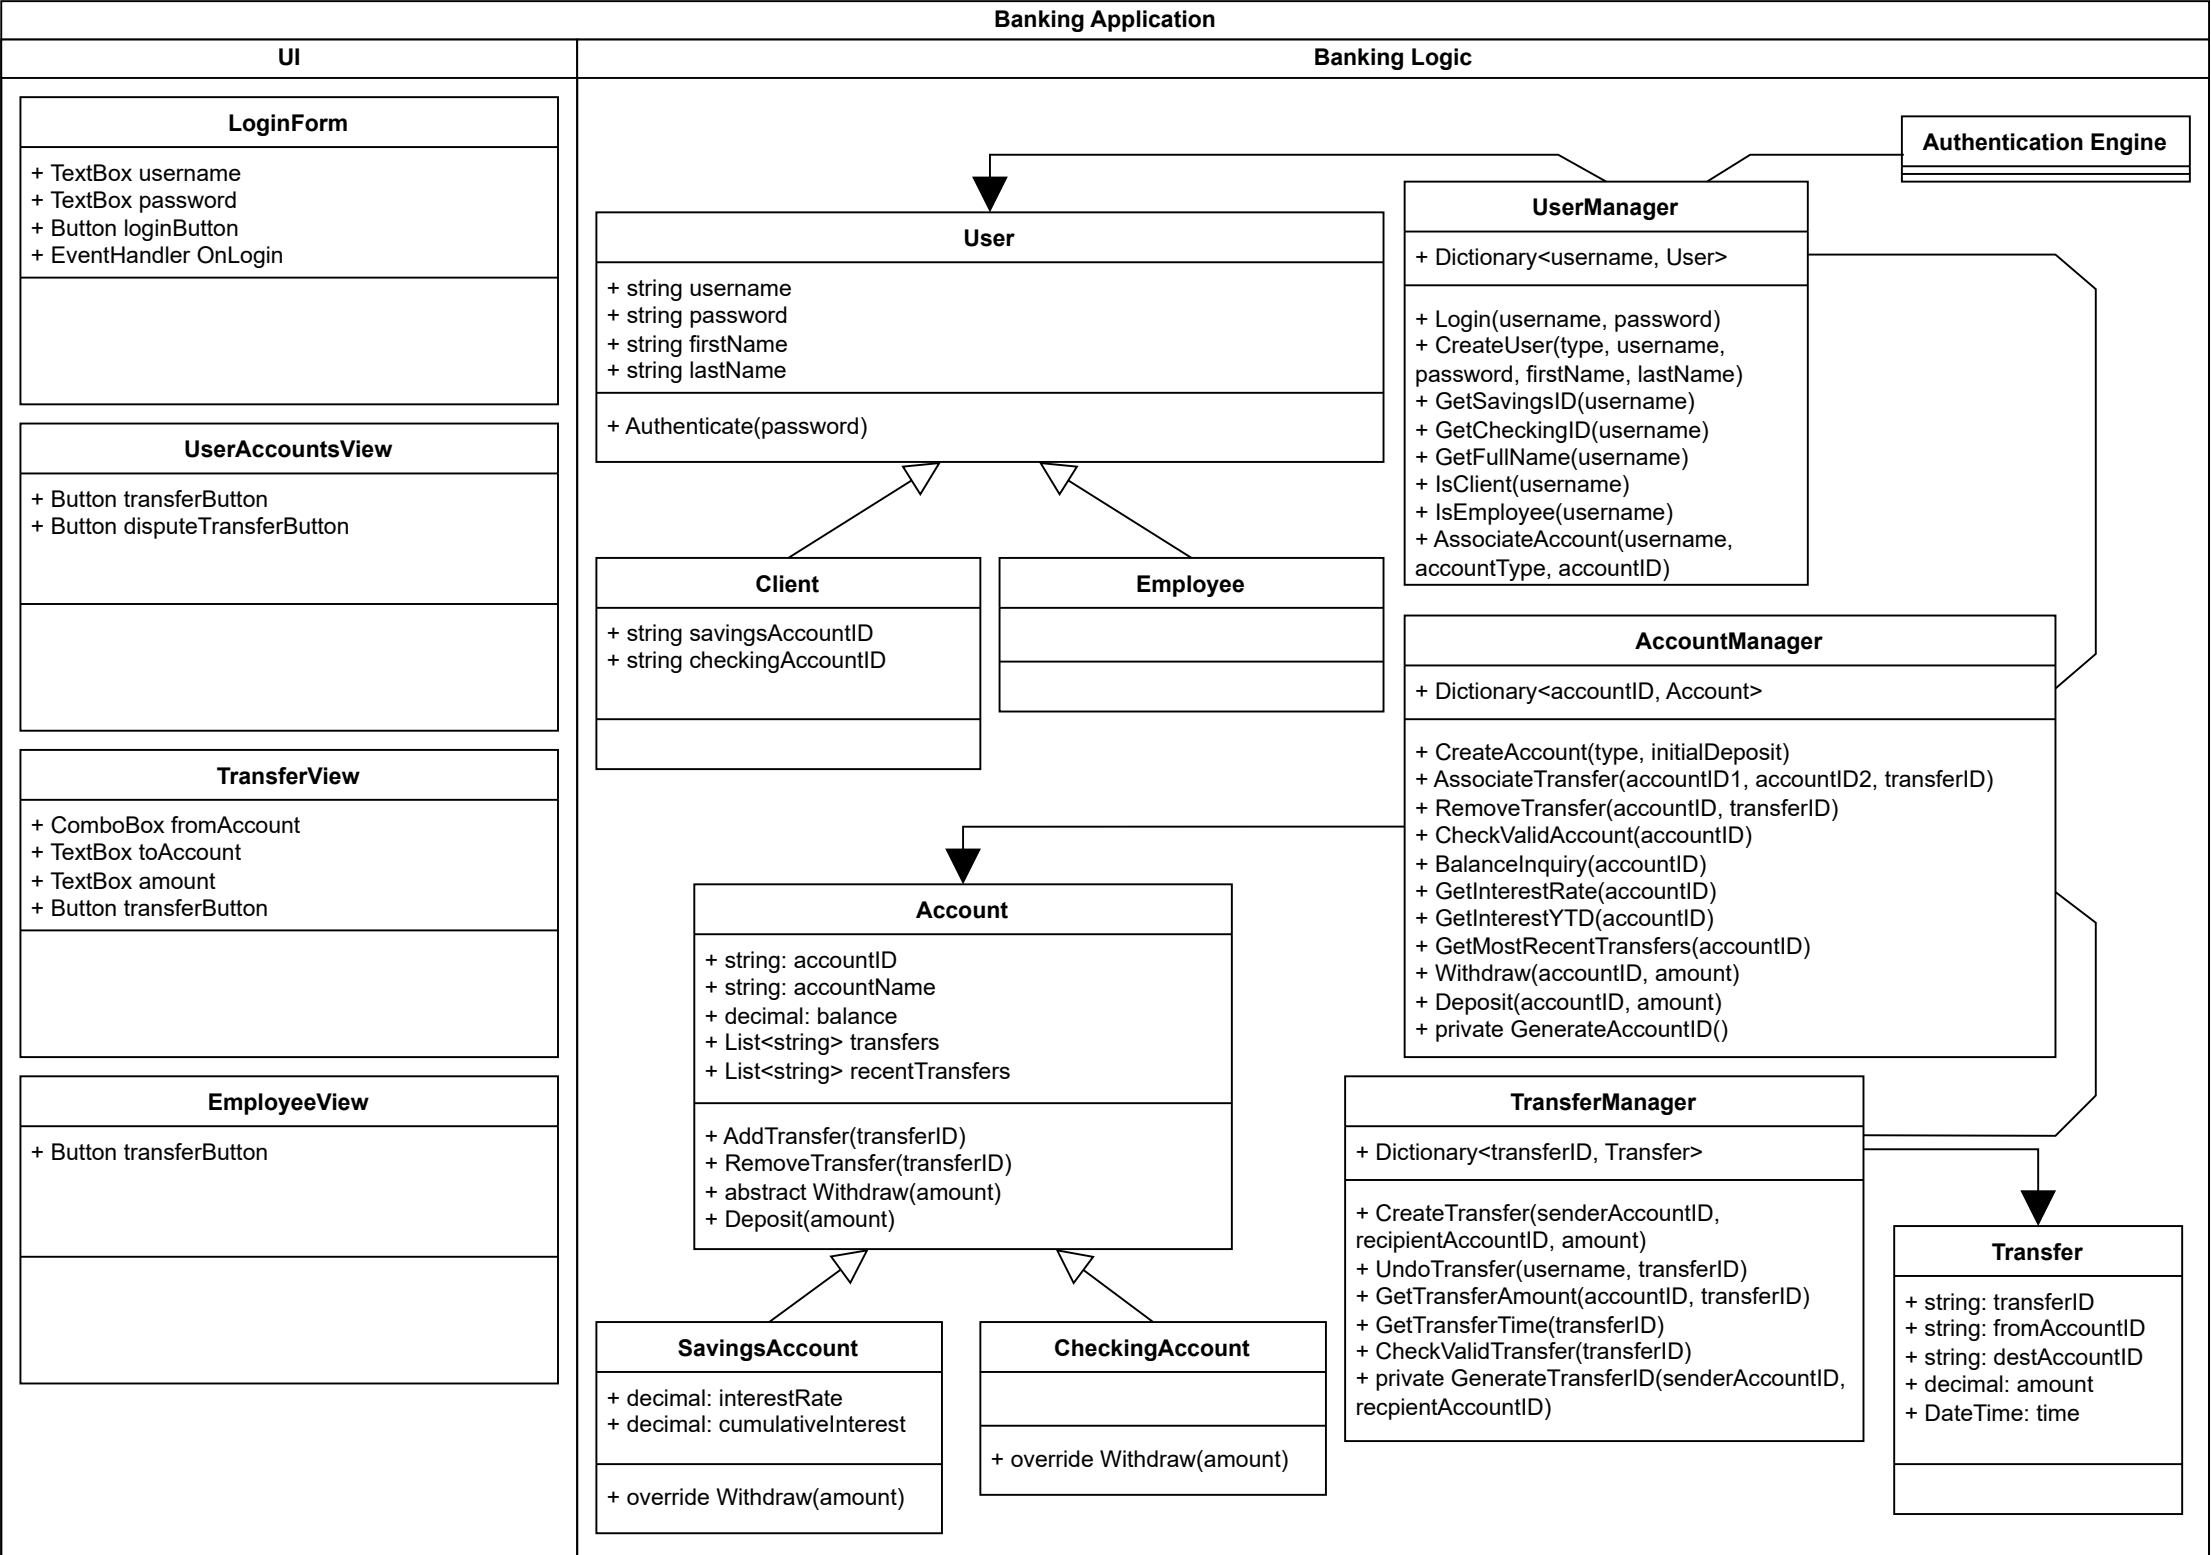 Banking Application
UI
Banking Logic
LoginForm
+ TextBox username
+ TextBox password
+ Button loginButton
+ EventHandler OnLogin
UserAccountsView
+ Button transferButton
+ Button disputeTransferButton
TransferView
+ ComboBox fromAccount
+ TextBox toAccount
+ TextBox amount
+ Button transferButton
EmployeeView
+ Button transferButton
User
+ string username
+ string password
+ string firstName
+ string lastName
+ Authenticate(password)
Client
+ string savingsAccountID
+ string checkingAccountID
Employee
Authentication Engine
UserManager
+ Dictionary<username, User>
+ Login(username, password)
+ CreateUser(type, username,
password, firstName, lastName)
+ GetSavingsID(username)
+ GetCheckingID(username)
+ GetFullName(username)
+ IsClient(username)
+ IsEmployee(username)
+ AssociateAccount(username,
accountType, accountID)
AccountManager
+ Dictionary<accountID, Account>
+ CreateAccount(type, initialDeposit)
+ AssociateTransfer(accountID1, accountID2, transferID)
+ RemoveTransfer(accountID, transferID)
+ CheckValidAccount(accountID)
+ BalanceInquiry(accountID)
+ GetInterestRate(accountID)
+ GetInterestYTD(accountID)
+ GetMostRecentTransfers(accountID)
+ Withdraw(accountID, amount)
+ Deposit(accountID, amount)
+ private GenerateAccountID()
Account
+ string: accountID
+ string: accountName
+ decimal: balance
+ List<string> transfers
+ List<string> recentTransfers
+ AddTransfer(transferID)
+ RemoveTransfer(transferID)
+ abstract Withdraw(amount)
+ Deposit(amount)
SavingsAccount
+ decimal: interestRate
+ decimal: cumulativeInterest
+ override Withdraw(amount)
CheckingAccount
+ override Withdraw(amount)
TransferManager
+ Dictionary<transferID, Transfer>
+ CreateTransfer(senderAccountID,
recipientAccountID, amount)
+ UndoTransfer(username, transferID)
+ GetTransferAmount(accountID, transferID)
+ GetTransferTime(transferID)
+ CheckValidTransfer(transferID)
+ private GenerateTransferID(senderAccountID,
recpientAccountID)
Transfer
+ string: transferID
+ string: fromAccountID
+ string: destAccountID
+ decimal: amount
+ DateTime: time